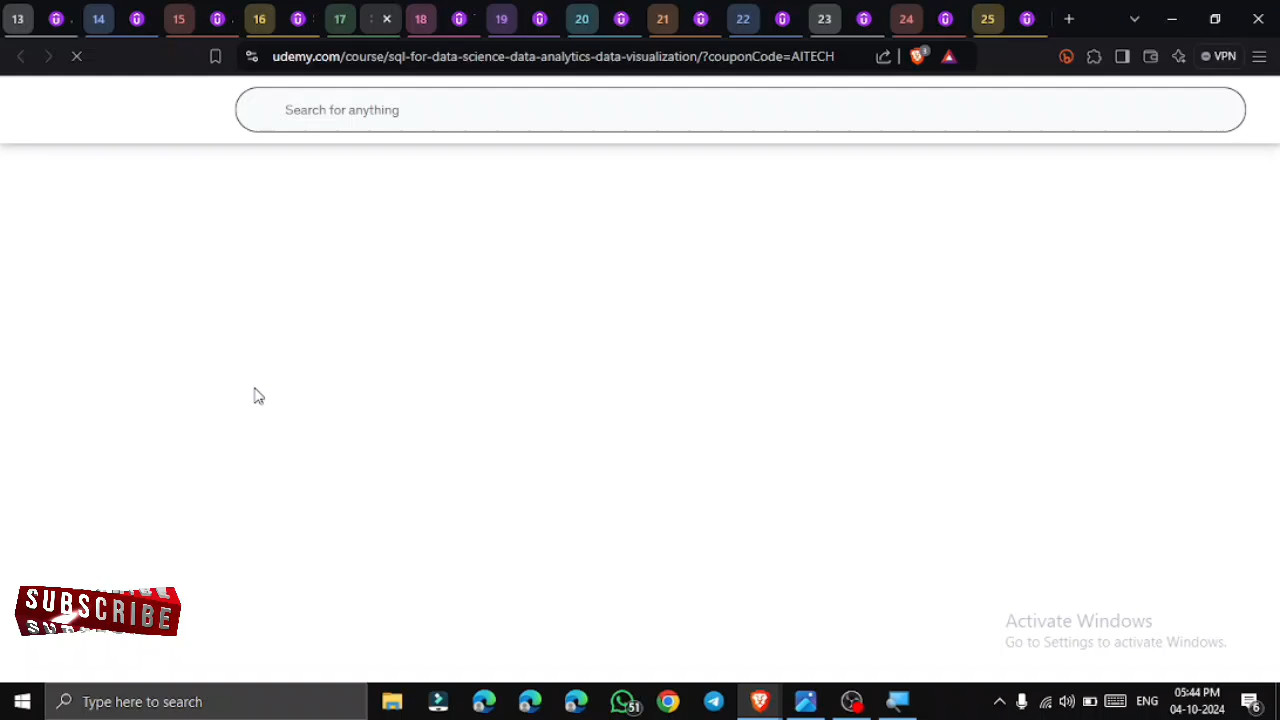 13 14 15 16 17 18 19 20 21 22 23 24 25
udemy.com/course/sql-for-data-science-data-analytics-data-visualization/?couponCode=AITECH
3
VPN
Search for anything
SUBSCRIBE
Activate Windows
Go to Settings to activate Windows.
Type here to search
51
ENG
05:44 PM
04-10-2024
6